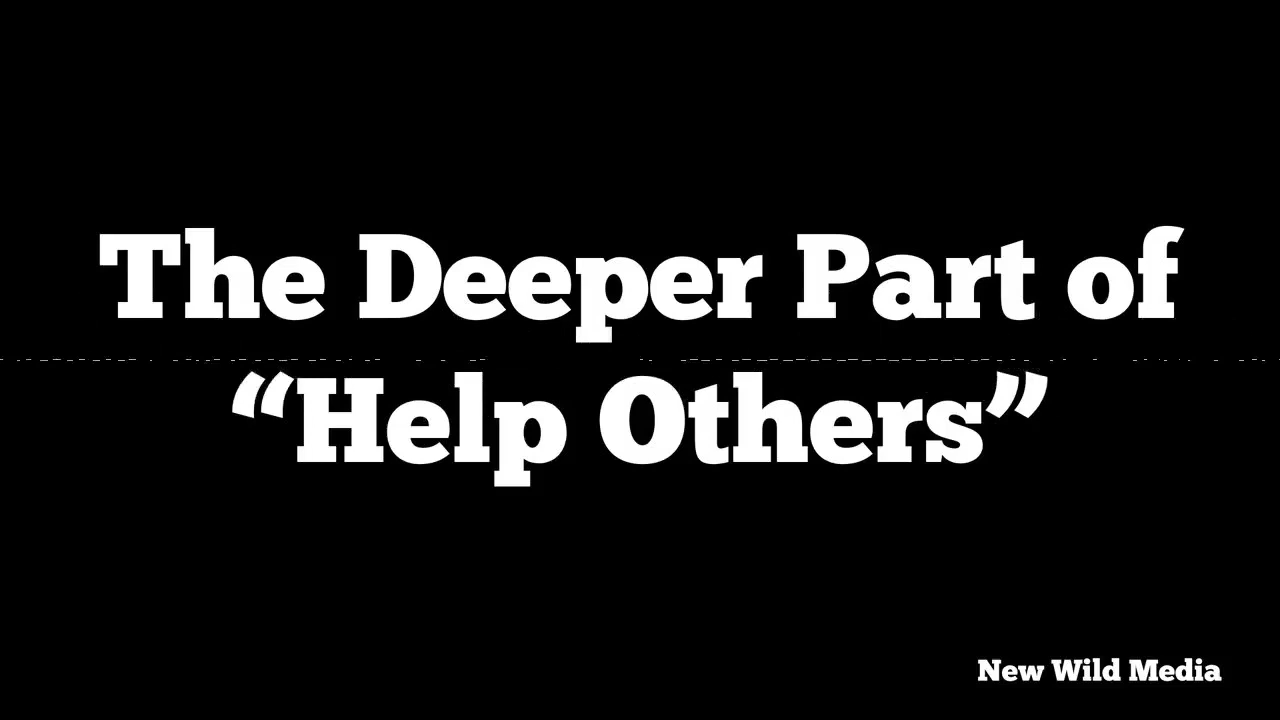 The Deeper Part of
“Help Others”
New Wild Media